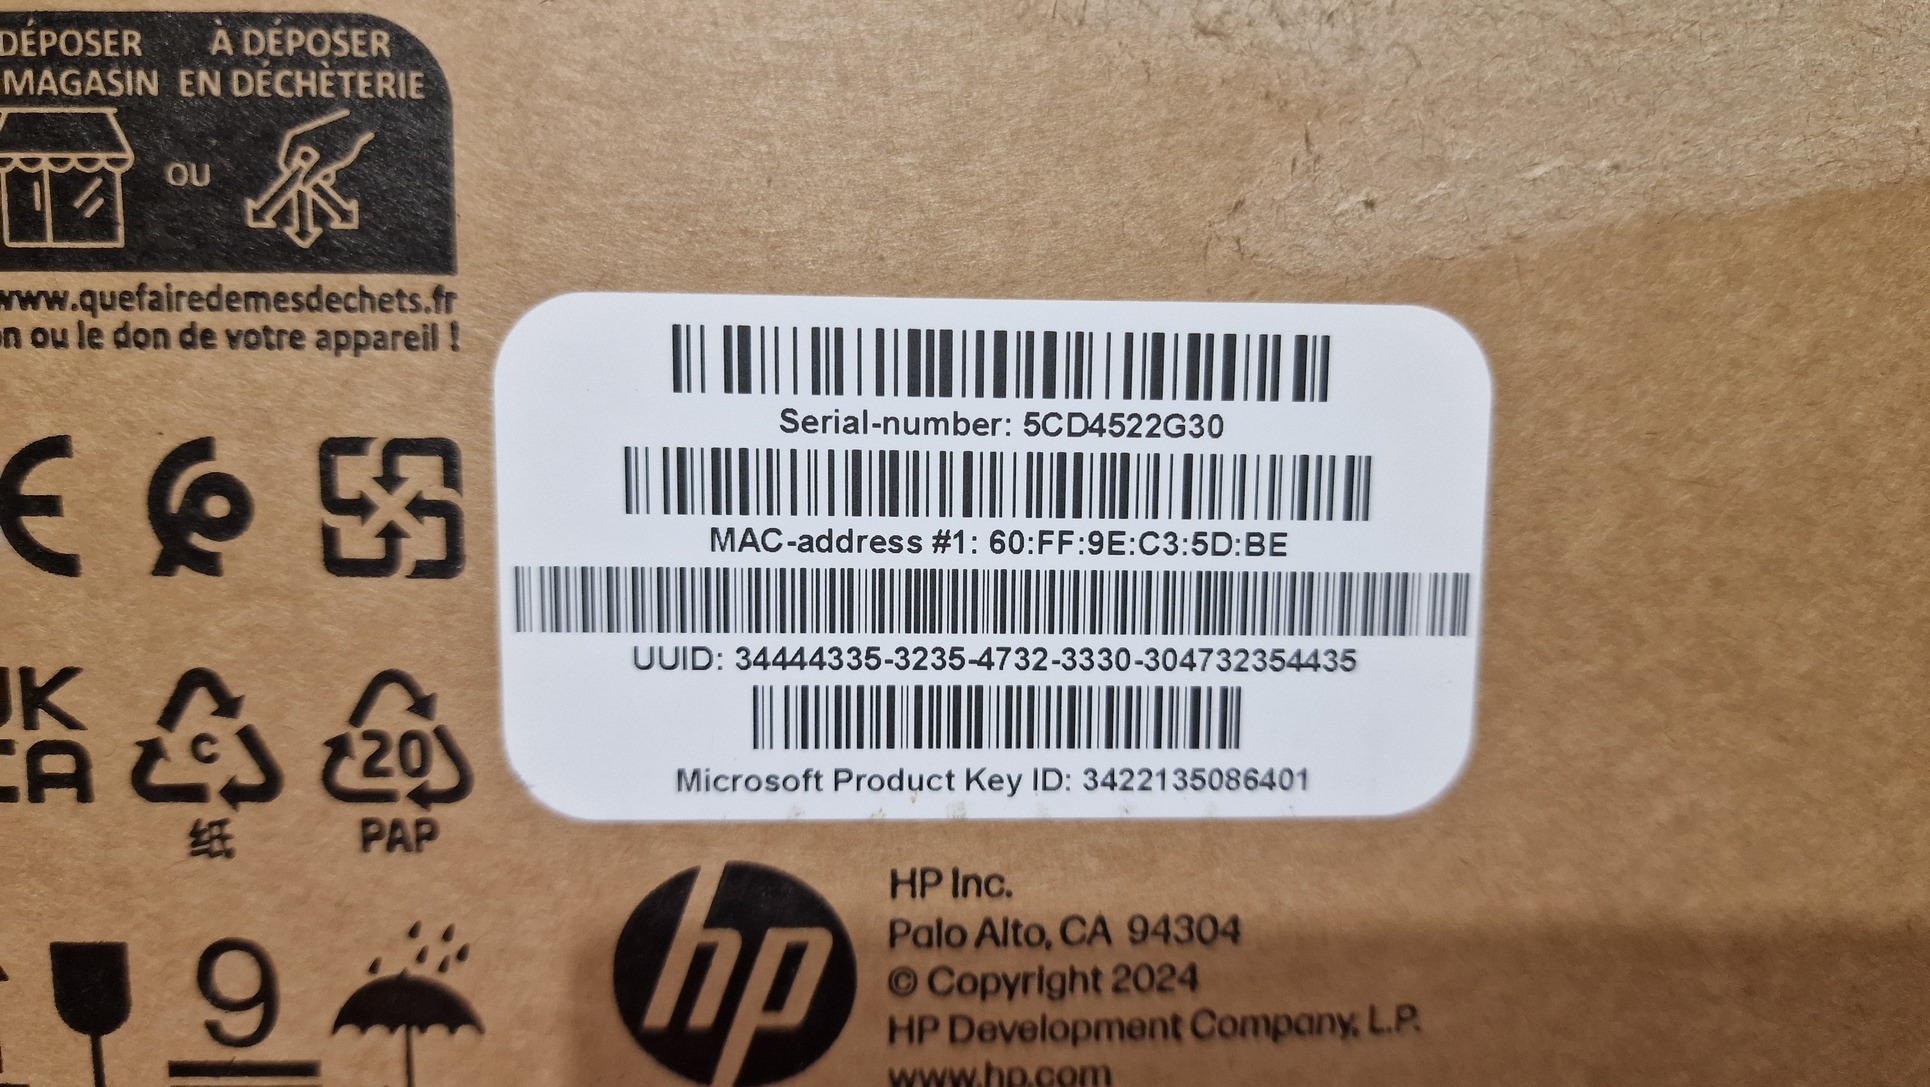 DÉPOSER
MAGASIN
À DÉPOSER
EN DÉCHÈTERIE
OU
www.quefairedemesdechets.fr
ou le don de votre appareil !
Serial-number: 5CD4522G30
MAC-address #1: 60:FF:9E:C3:5D:BE
UUID: 34444335-3235-4732-3330-304732354435
Microsoft Product Key ID: 3422135086401
CE
UK
CA
C
纸
20
PAP
9
hp
HP Inc.
Palo Alto, CA 94304
© Copyright 2024
HP Development Company, L.P.
www.hp.com